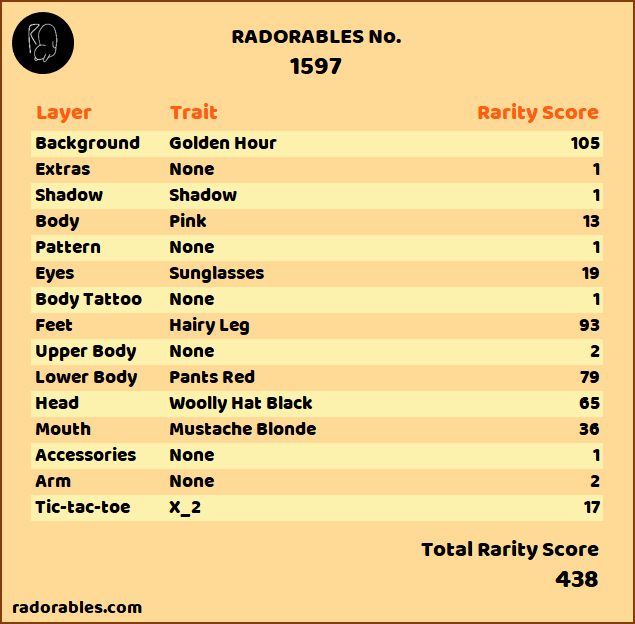 RADORABLES No.
1597
Layer Trait Rarity Score
Background Golden Hour 105
Extras None 1
Shadow Shadow 1
Body Pink 13
Pattern None 1
Eyes Sunglasses 19
Body Tattoo None 1
Feet Hairy Leg 93
Upper Body None 2
Lower Body Pants Red 79
Head Woolly Hat Black 65
Mouth Mustache Blonde 36
Accessories None 1
Arm None 2
Tic-tac-toe X_2 17
Total Rarity Score
438
radorables.com